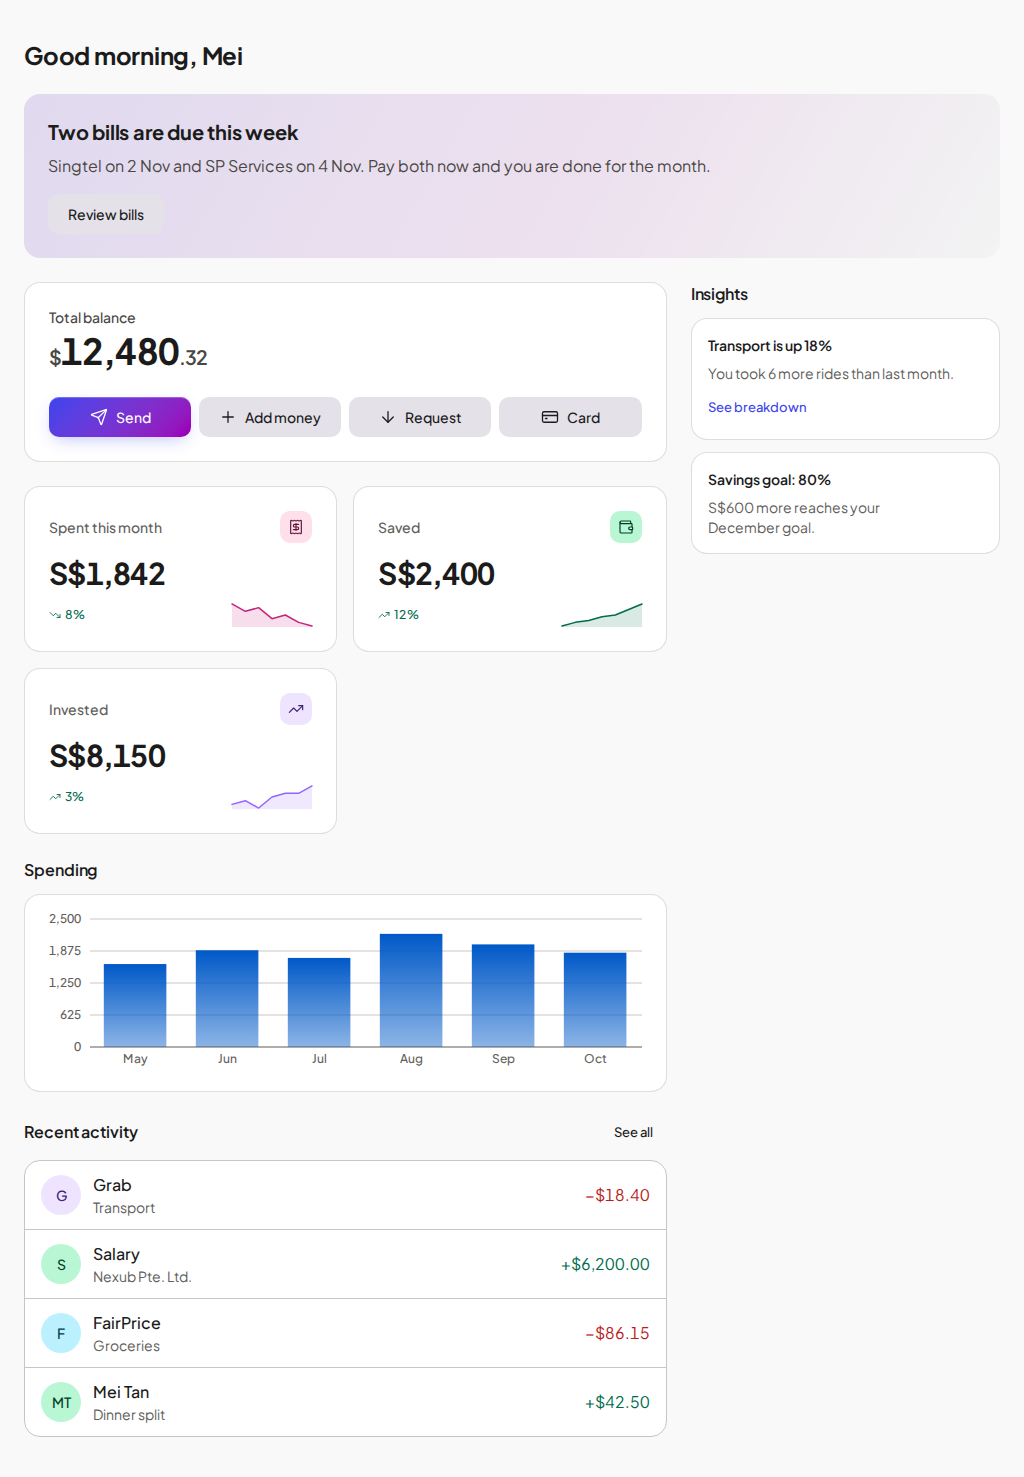 Good morning, Mei
Two bills are due this week
Singtel on 2 Nov and SP Services on 4 Nov. Pay both now and you are done for the month.
Review bills
Total balance
$12,480.32
Send
Add money
Request
Card
Insights
Transport is up 18%
You took 6 more rides than last month.
See breakdown
Savings goal: 80%
S$600 more reaches your
December goal.
Spent this month
S$1,842
8%
Saved
S$2,400
12%
Invested
S$8,150
3%
Spending
2,500
1,875
1,250
625
0
May
Jun
Jul
Aug
Sep
Oct
Recent activity
See all
G
Grab
Transport
−$18.40
S
Salary
Nexub Pte. Ltd.
+$6,200.00
F
FairPrice
Groceries
−$86.15
MT
Mei Tan
Dinner split
+$42.50